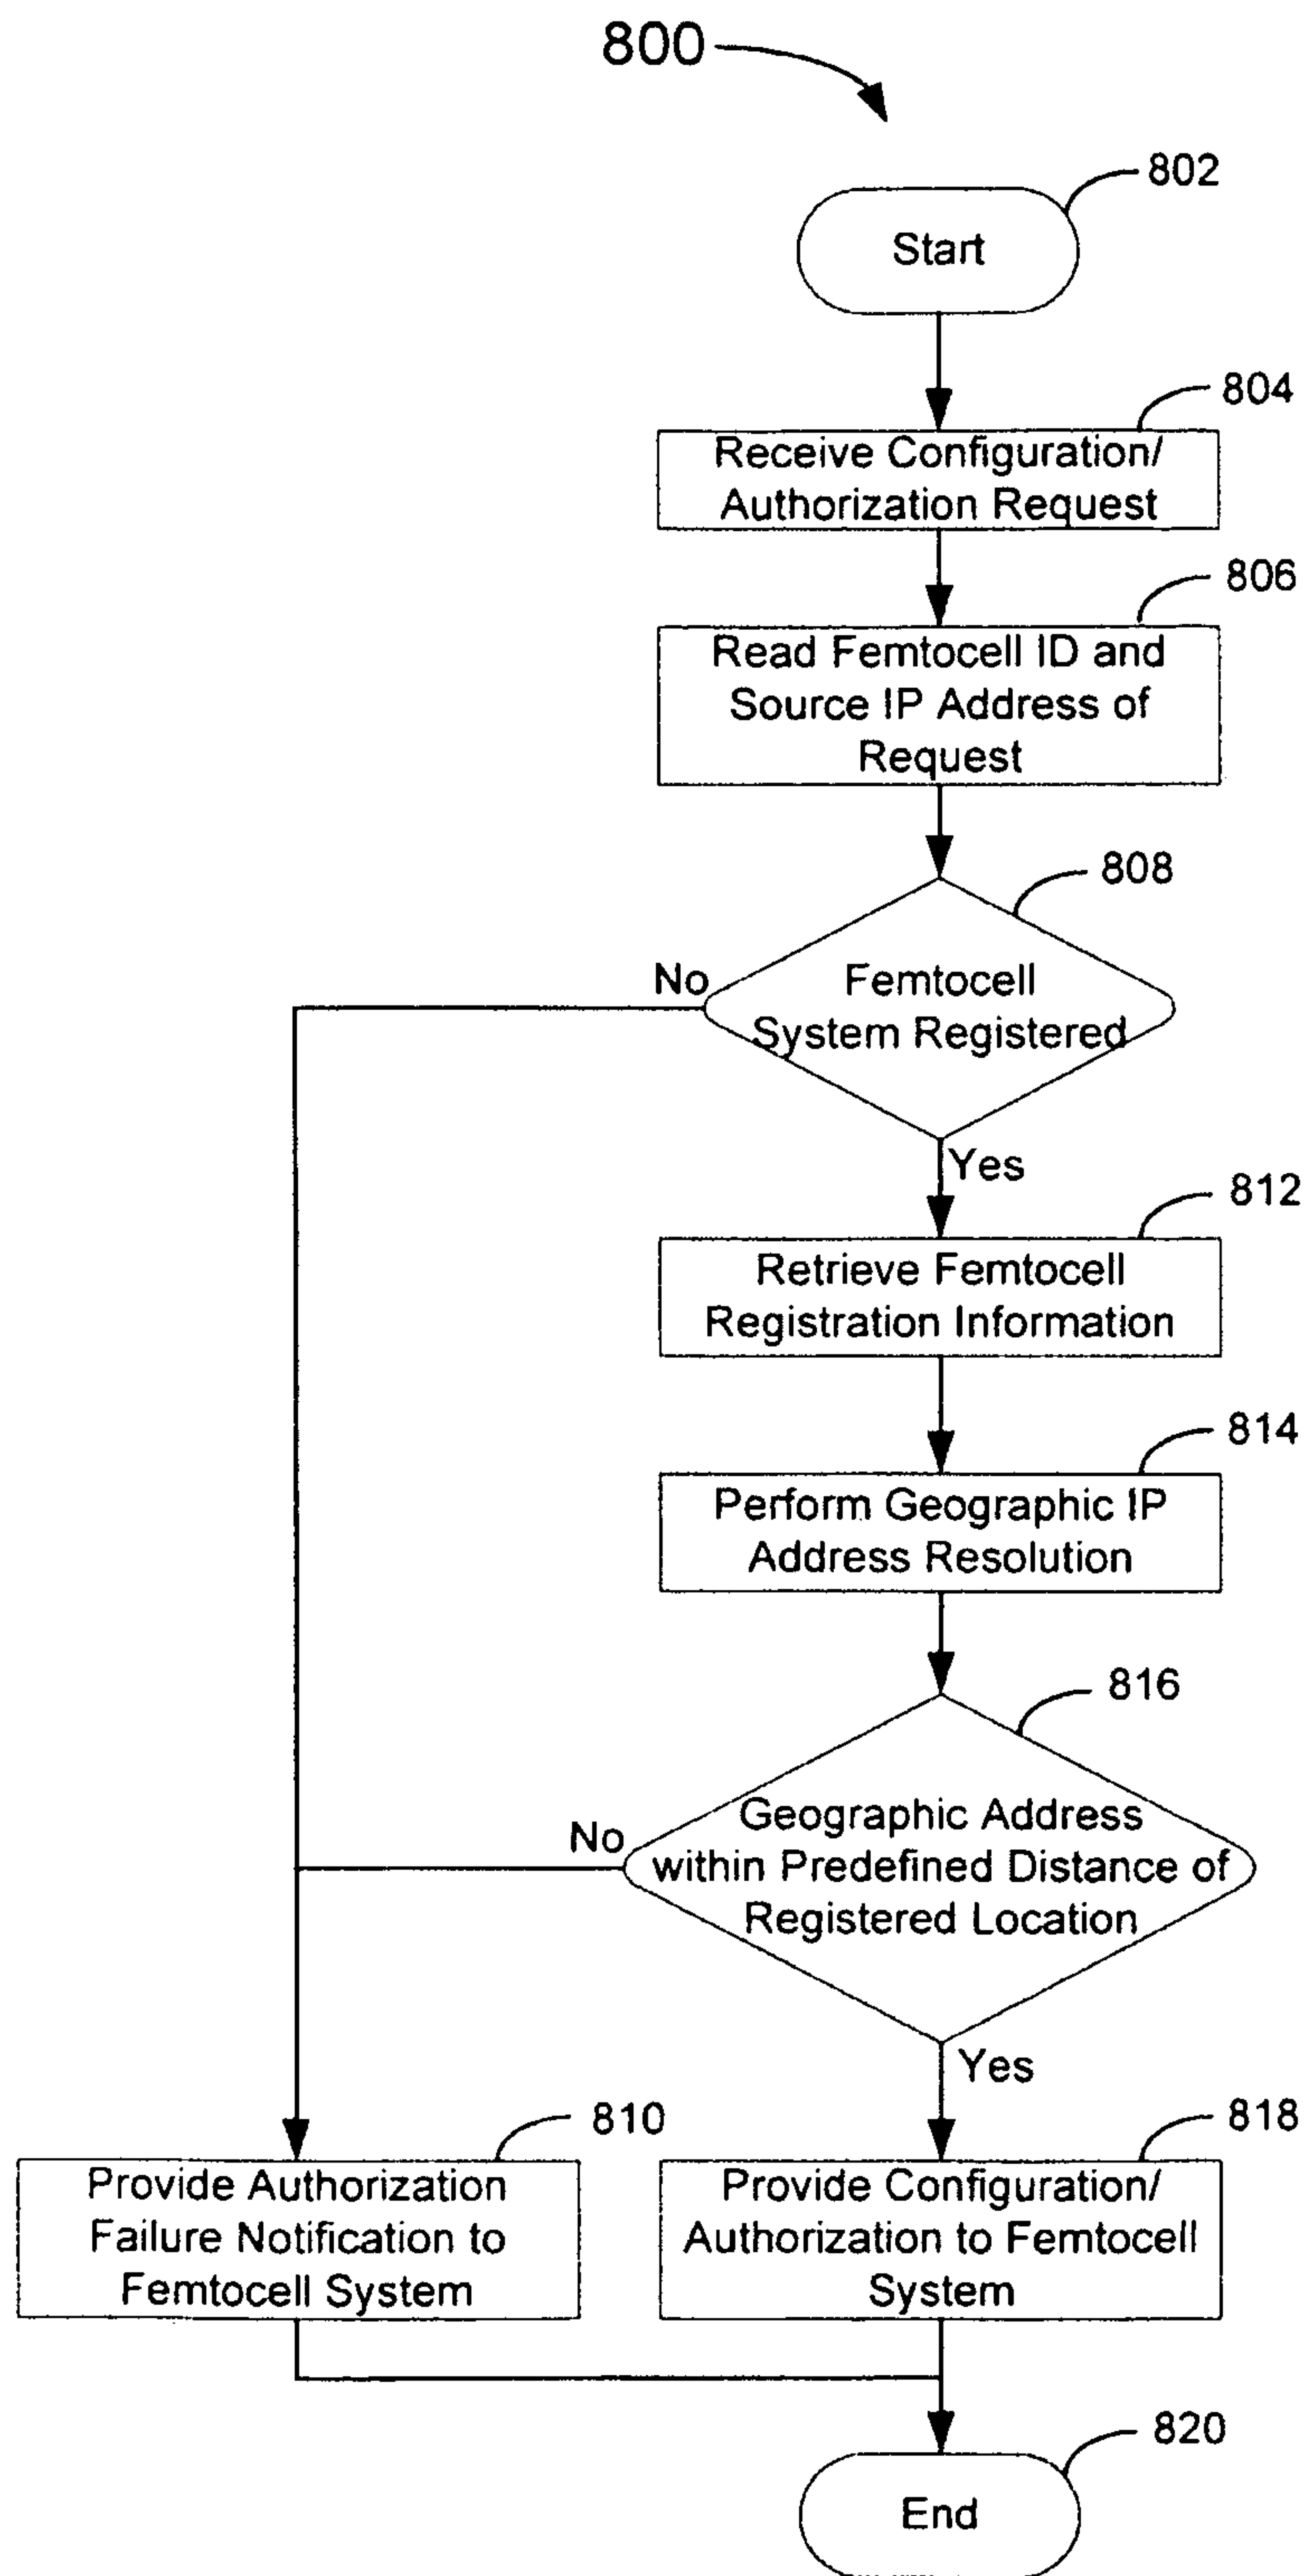 800
802
Start
804
Receive Configuration/
Authorization Request
806
Read Femtocell ID and
Source IP Address of
Request
808
No
Femtocell
System Registered
Yes
812
Retrieve Femtocell
Registration Information
814
Perform Geographic IP
Address Resolution
816
No
Geographic Address
within Predefined Distance of
Registered Location
Yes
810
Provide Authorization
Failure Notification to
Femtocell System
818
Provide Configuration/
Authorization to Femtocell
System
820
End